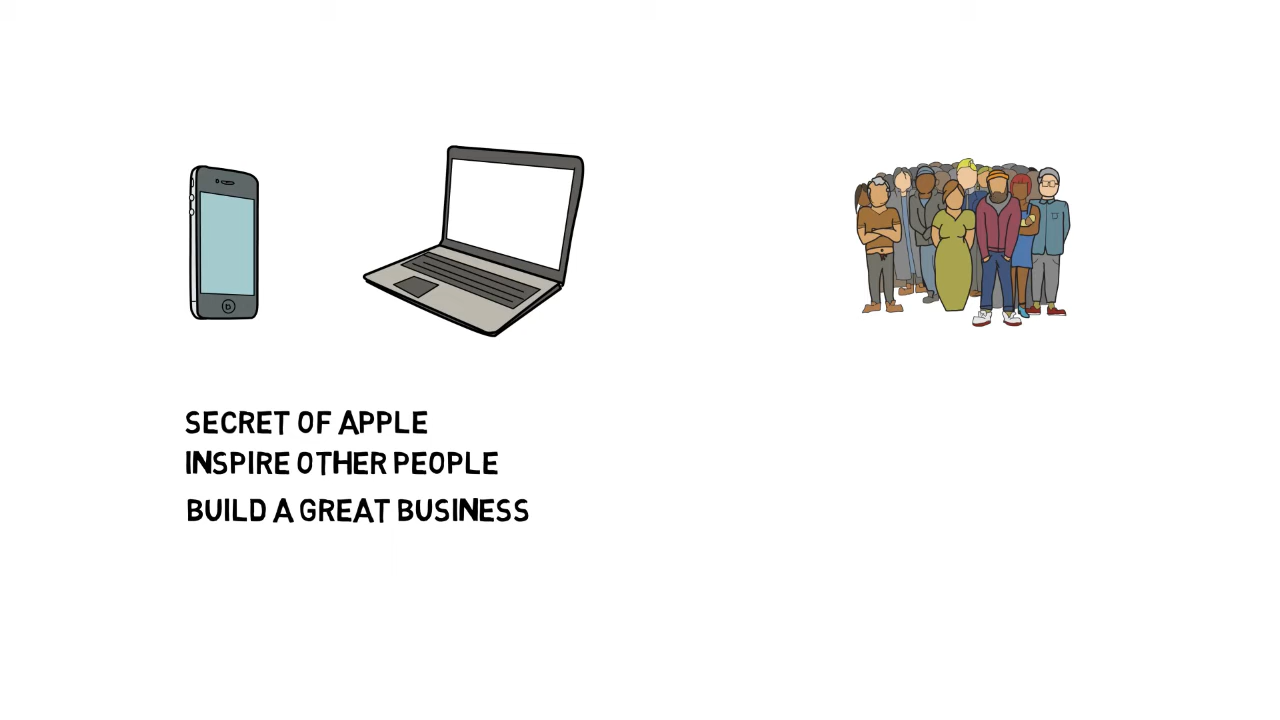 SECRET OF APPLE
INSPIRE OTHER PEOPLE
BUILD A GREAT BUSINESS